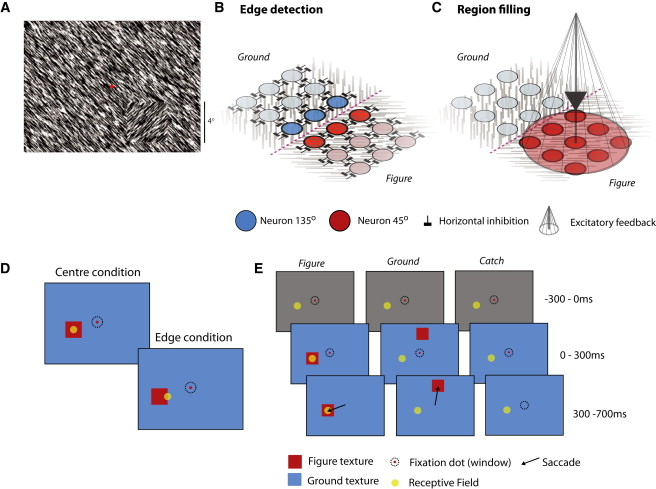 A
B Edge detection
C Region filling
Ground
Ground
4°
Figure
Figure
Neuron 135º
Neuron 45º
Horizontal inhibition
Excitatory feedback
D
E
Figure
Ground
Catch
Centre condition
-300 - 0ms
Edge condition
0 - 300ms
300 -700ms
Figure texture
Fixation dot (window)
Saccade
Ground texture
Receptive Field